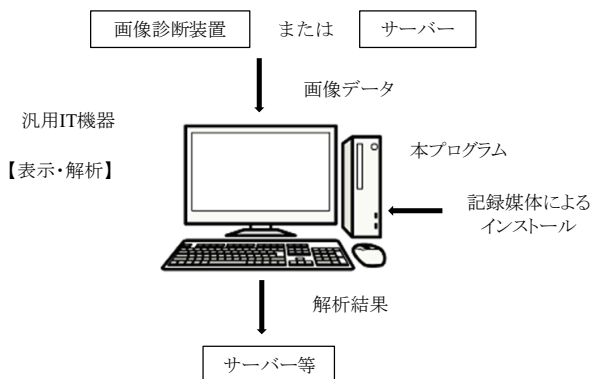 画像診断装置 または サーバー
画像データ
汎用IT機器
【表示・解析】
本プログラム
記録媒体による
インストール
解析結果
サーバー等